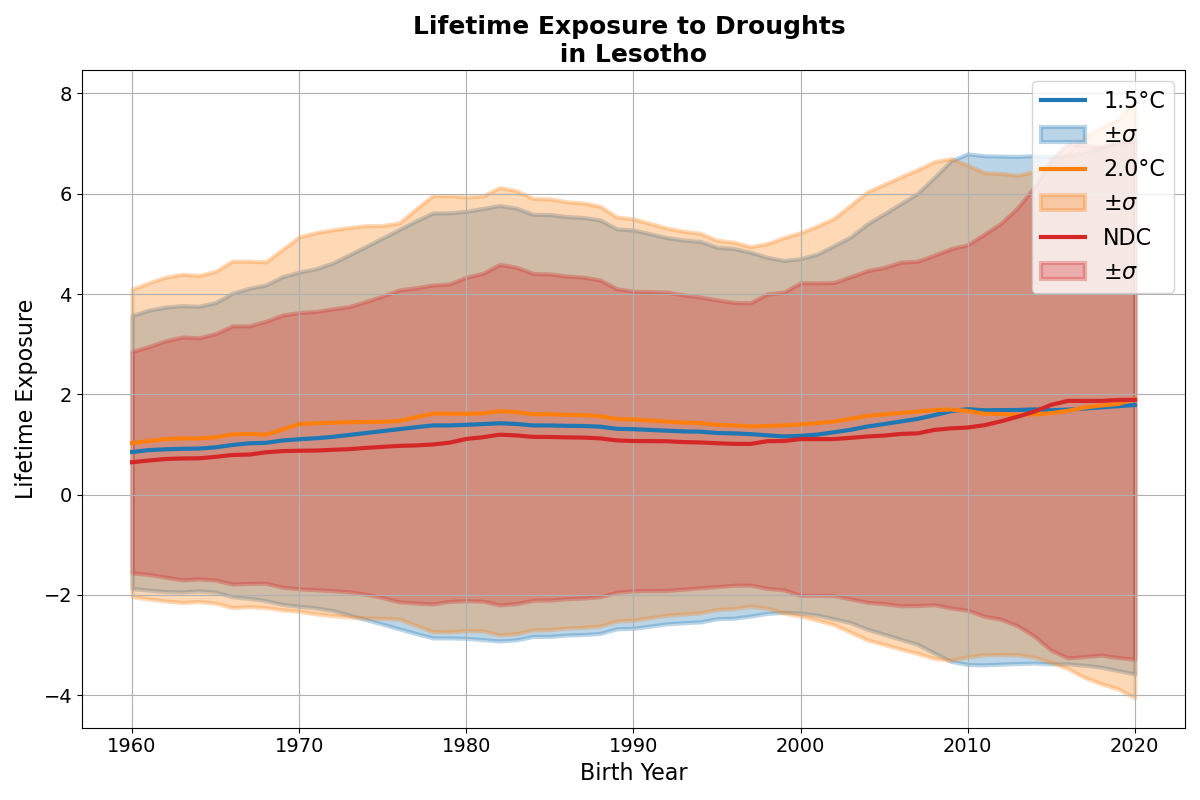 Lifetime Exposure to Droughts
in Lesotho
Lifetime Exposure
8
6
4
2
0
−2
−4
1960
1970
1980
1990
2000
2010
2020
Birth Year
1.5°C
±σ
2.0°C
±σ
NDC
±σ